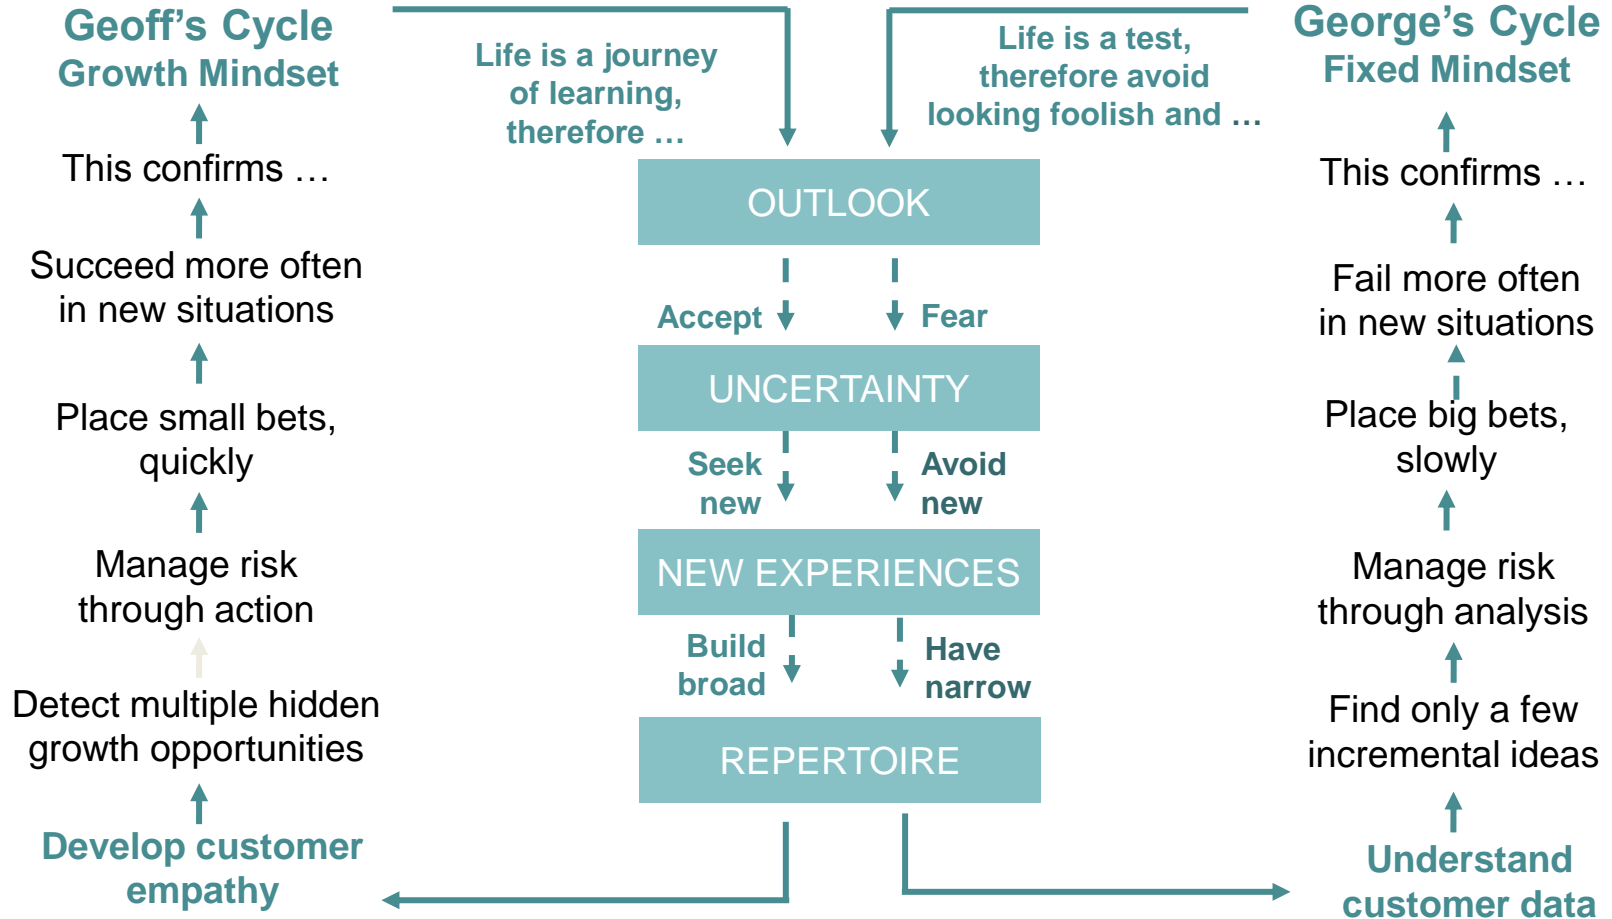 Geoff's Cycle
Growth Mindset
This confirms …
Succeed more often
in new situations
Place small bets,
quickly
Manage risk
through action
Detect multiple hidden
growth opportunities
Develop customer
empathy
Life is a journey
of learning,
therefore …
Life is a test,
therefore avoid
looking foolish and …
OUTLOOK
Accept
Fear
UNCERTAINTY
Seek
new
Avoid
new
NEW EXPERIENCES
Build
broad
Have
narrow
REPERTOIRE
George's Cycle
Fixed Mindset
This confirms …
Fail more often
in new situations
Place big bets,
slowly
Manage risk
through analysis
Find only a few
incremental ideas
Understand
customer data